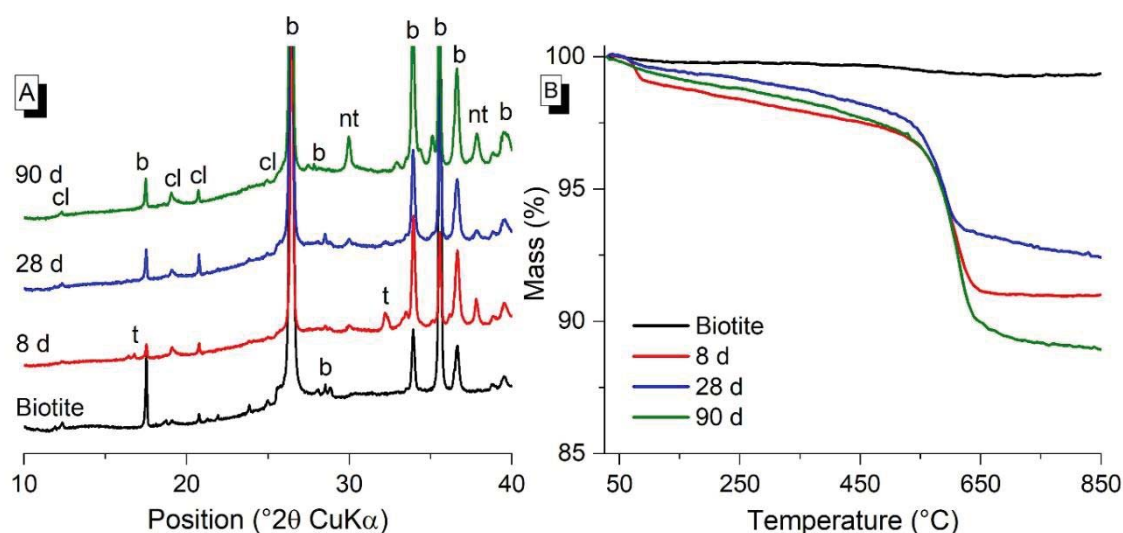 A
b
b
b
b
nt
nt
b
cl
b
cl
cl
cl
b
90 d
28 d
t
t
8 d
b
Biotite
10
20
30
40
Position (°2θ CuKα)
B
100
95
90
85
Mass (%)
Biotite
8 d
28 d
90 d
50
250
450
650
850
Temperature (°C)